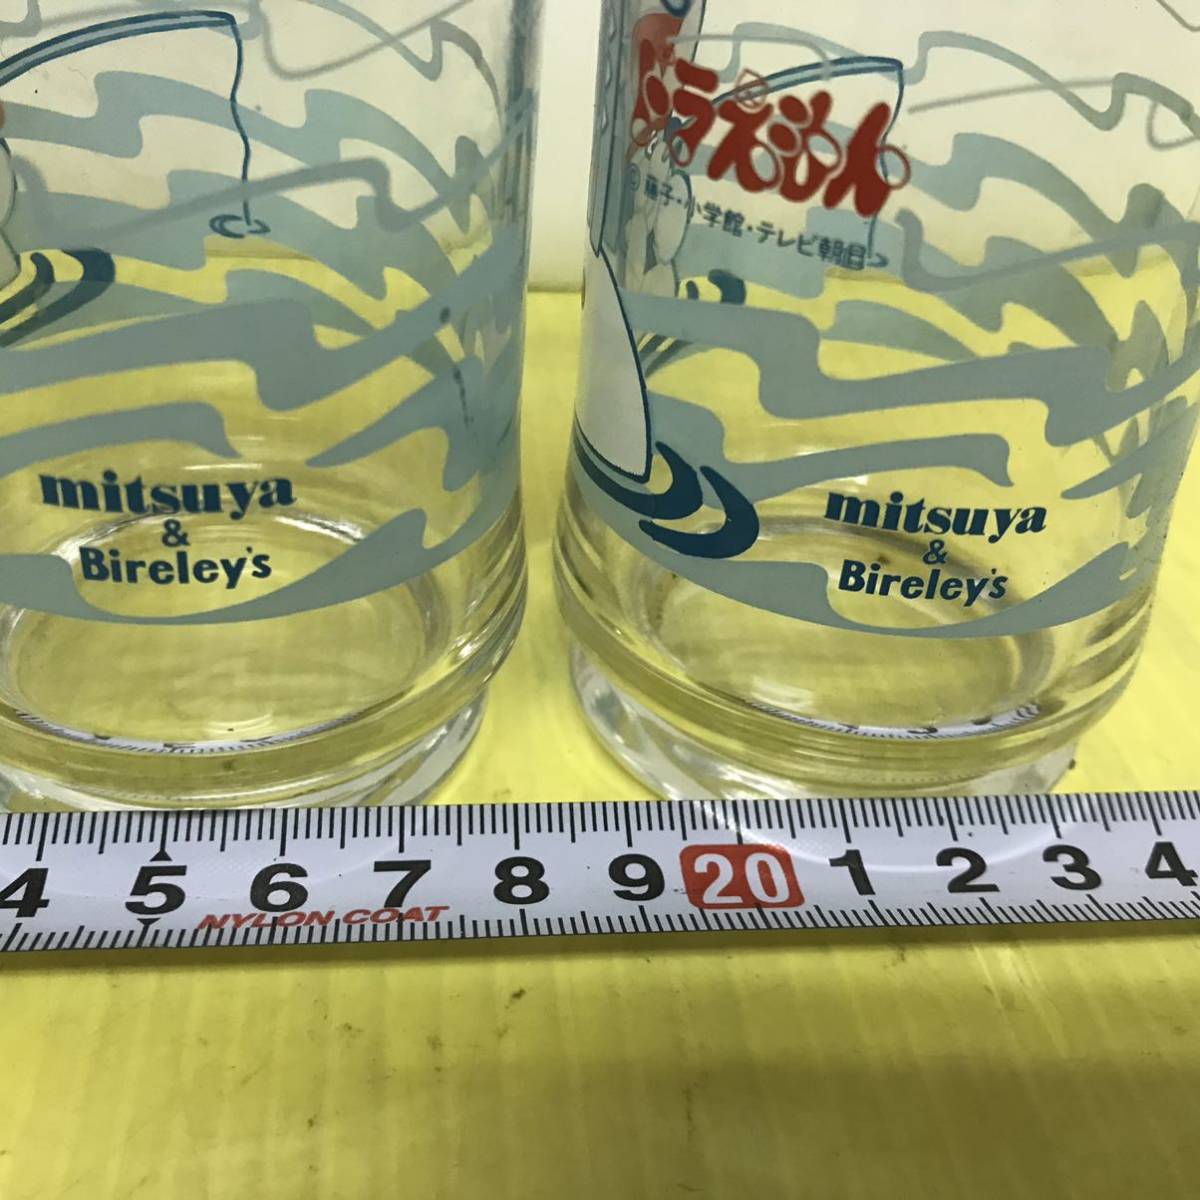 ドラえもん
© 藤子・小学館・テレビ朝日
mitsuya
&
Bireley's
mitsuya
&
Bireley's
4 5 6 7 8 9 20 1 2 3 4
NYLON COAT